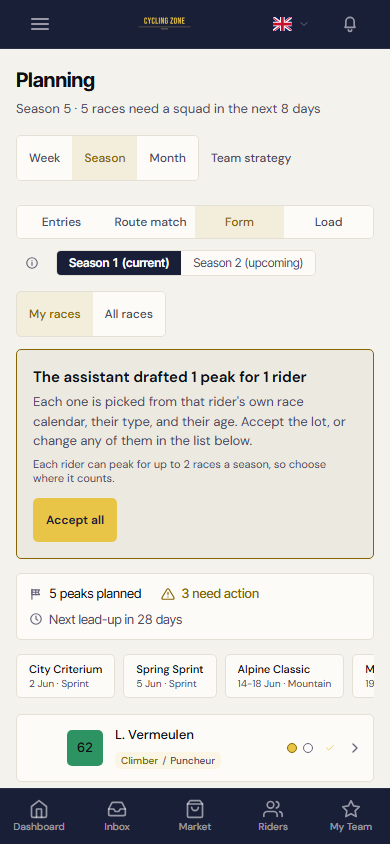 CYCLING ZONE
Planning
Season 5 · 5 races need a squad in the next 8 days
Week Season Month Team strategy
Entries Route match Form Load
Season 1 (current) Season 2 (upcoming)
My races All races
The assistant drafted 1 peak for 1 rider
Each one is picked from that rider's own race
calendar, their type, and their age. Accept the lot, or
change any of them in the list below.
Each rider can peak for up to 2 races a season, so choose
where it counts.
Accept all
5 peaks planned 3 need action
Next lead-up in 28 days
City Criterium Spring Sprint Alpine Classic M
2 Jun · Sprint 5 Jun · Sprint 14-18 Jun · Mountain 19
62 L. Vermeulen
Climber / Puncheur
Dashboard Inbox Market Riders My Team